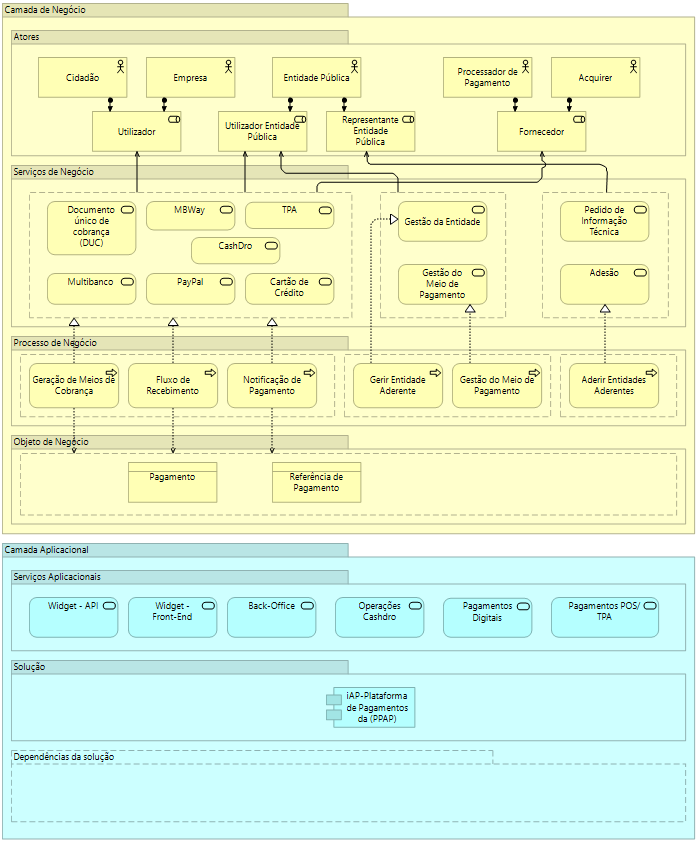 Camada de Negócio
Atores
Cidadão
Empresa
Entidade Pública
Processador de
Pagamento
Acquirer
Utilizador
Utilizador Entidade
Pública
Representante
Entidade
Pública
Fornecedor
Serviços de Negócio
Documento
único de
cobrança
(DUC)
MBWay
TPA
CashDro
Multibanco
PayPal
Cartão de
Crédito
Gestão da Entidade
Gestão do
Meio de
Pagamento
Pedido de
Informação
Técnica
Adesão
Processo de Negócio
Geração de Meios de
Cobrança
Fluxo de
Recebimento
Notificação de
Pagamento
Gerir Entidade
Aderente
Gestão do Meio de
Pagamento
Aderir Entidades
Aderentes
Objeto de Negócio
Pagamento
Referência de
Pagamento
Camada Aplicacional
Serviços Aplicacionais
Widget - API
Widget -
Front-End
Back-Office
Operações
Cashdro
Pagamentos
Digitais
Pagamentos POS/
TPA
Solução
iAP-Plataforma
de Pagamentos
da (PPAP)
Dependências da solução